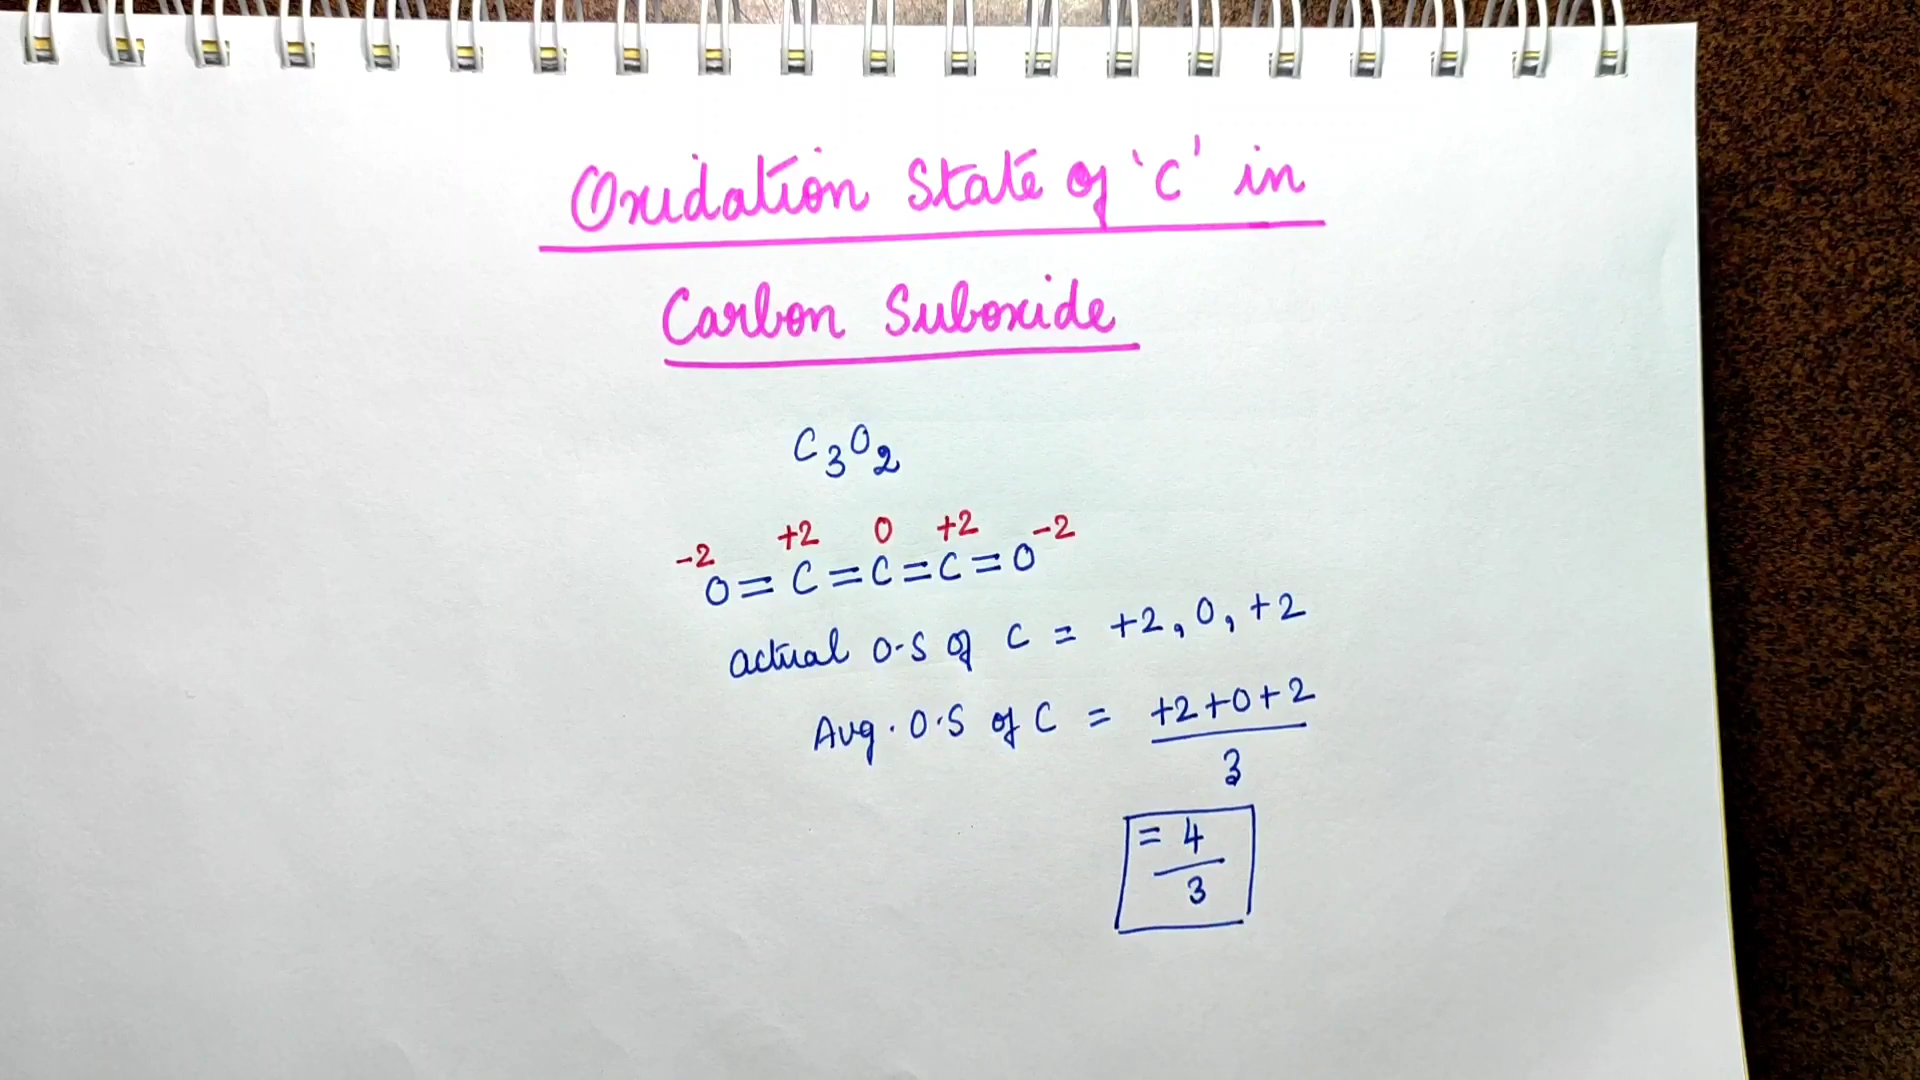 Oxidation State of 'C' in
Carbon Suboxide
C₃O₂
-2 +2 0 +2 -2
O=C=C=C=O
actual O.S of C = +2, 0, +2
Avg. O.S of C = +2+0+2
3
= 4
3